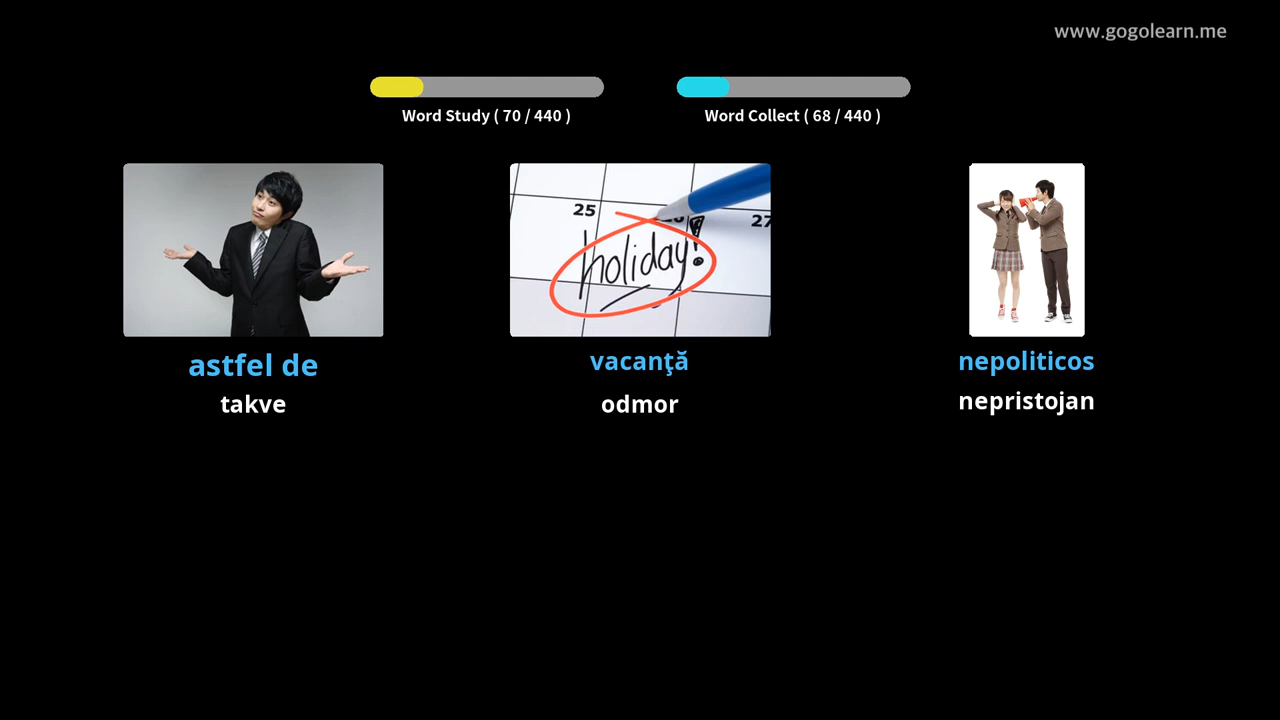 www.gogolearn.me
Word Study ( 70 / 440 )
Word Collect ( 68 / 440 )
25
27
holiday!
astfel de
vacanţă
nepoliticos
takve
odmor
nepristojan